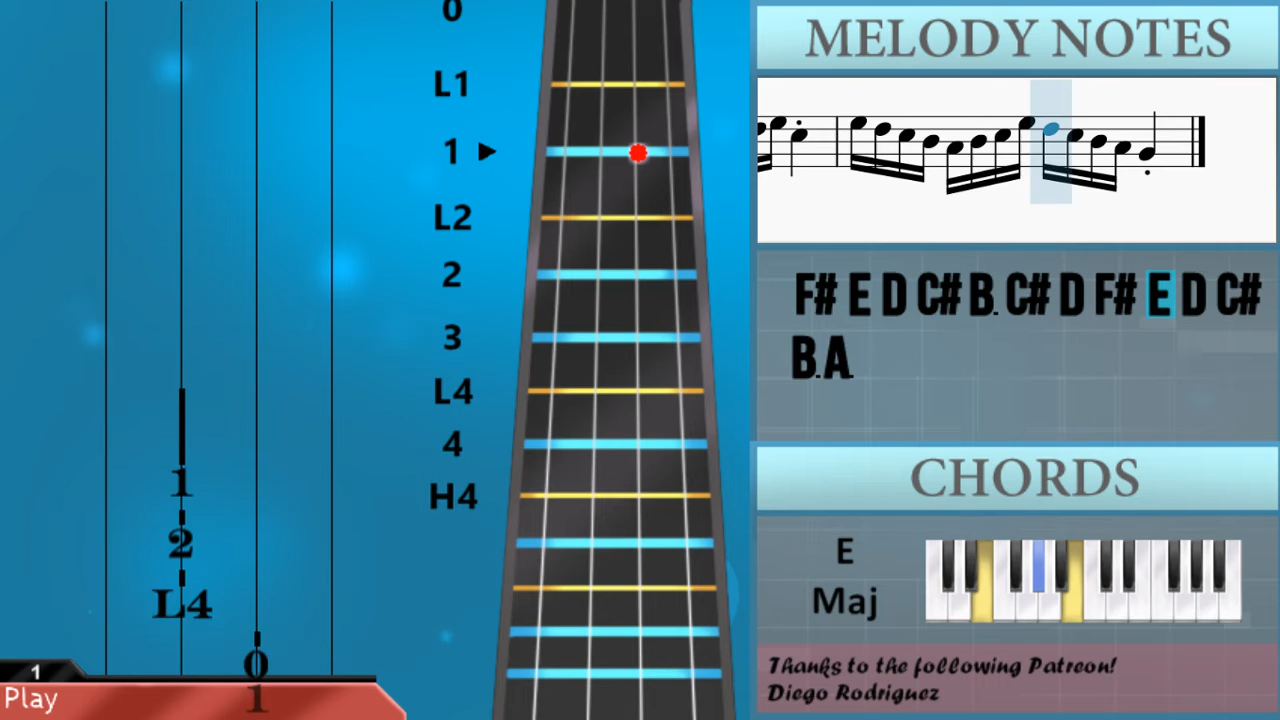 0
L1
1
L2
2
3
L4
4
H4
1
2
L4
0
1
1
Play
MELODY NOTES
F# E D C# B. C# D F# E D C#
B. A.
CHORDS
E
Maj
Thanks to the following Patreon!
Diego Rodriguez